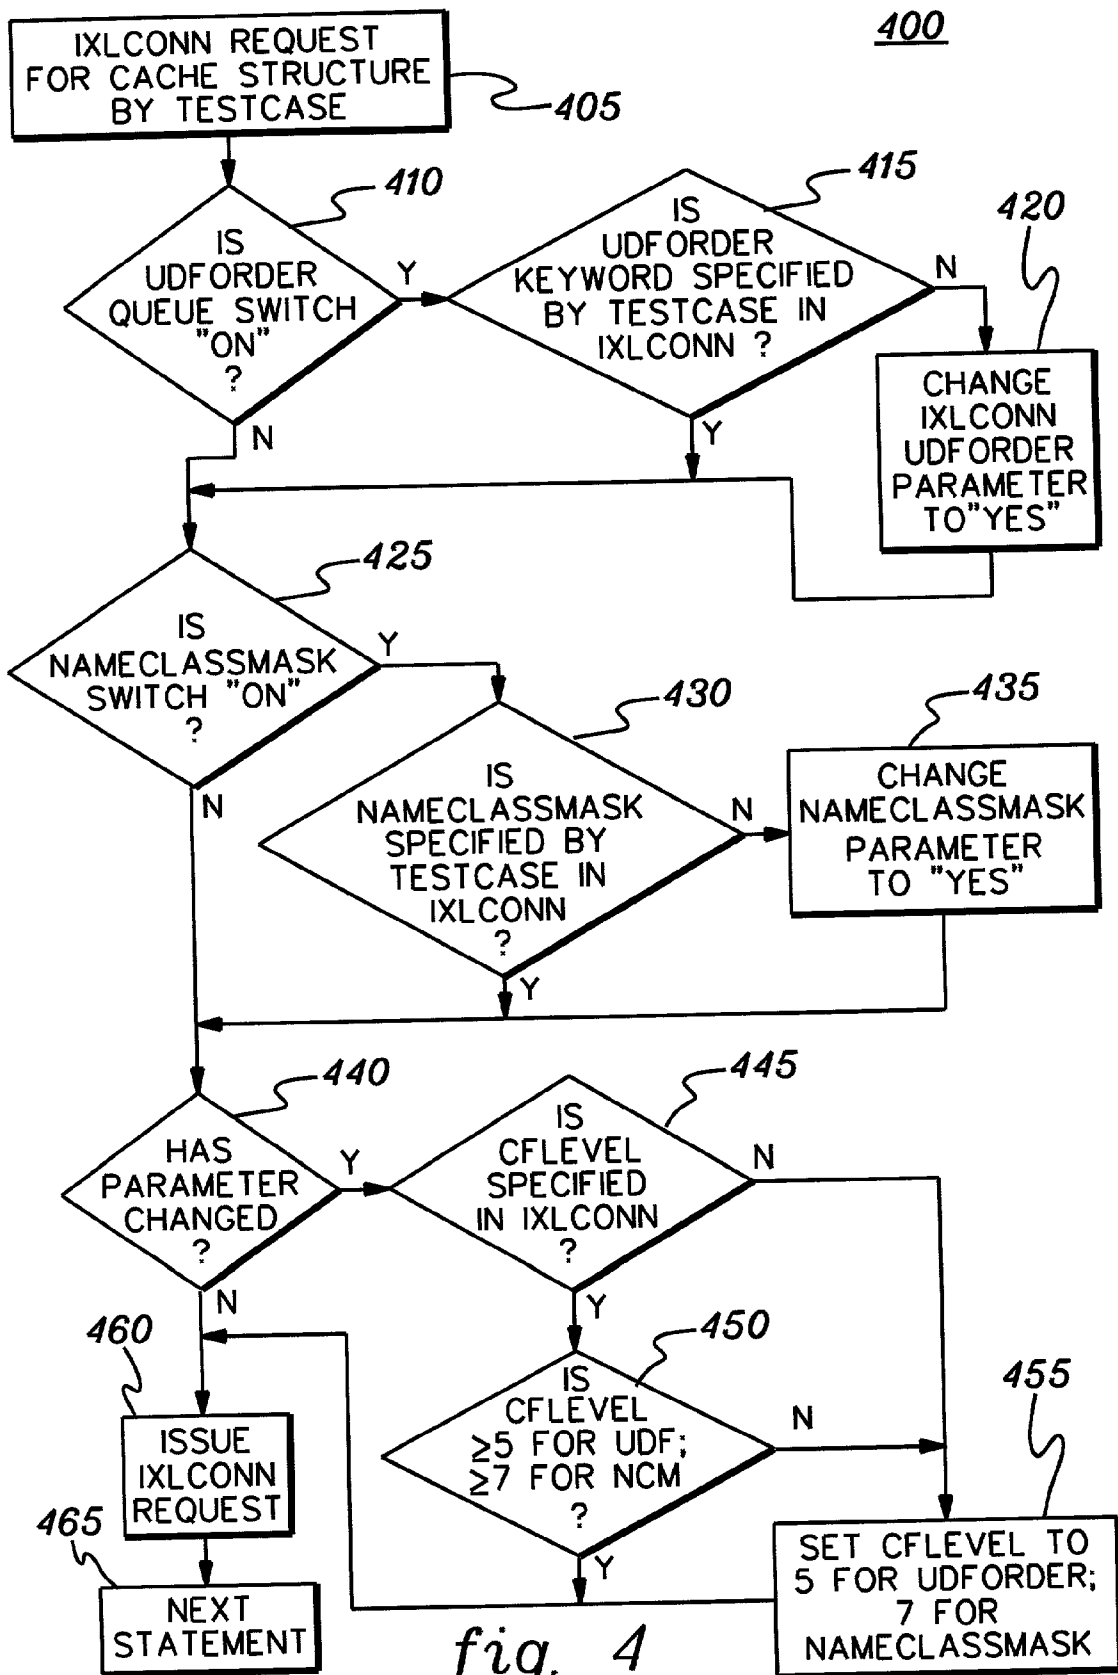 400
IXLCONN REQUEST
FOR CACHE STRUCTURE
BY TESTCASE
405
410
IS
UDFORDER
QUEUE SWITCH
"ON"
?
Y
N
415
IS
UDFORDER
KEYWORD SPECIFIED
BY TESTCASE IN
IXLCONN ?
N
Y
420
CHANGE
IXLCONN
UDFORDER
PARAMETER
TO"YES"
425
IS
NAMECLASSMASK
SWITCH "ON"
?
Y
N
430
IS
NAMECLASSMASK
SPECIFIED BY
TESTCASE IN
IXLCONN
?
N
Y
435
CHANGE
NAMECLASSMASK
PARAMETER
TO "YES"
440
HAS
PARAMETER
CHANGED
?
Y
N
445
IS
CFLEVEL
SPECIFIED
IN IXLCONN
?
N
Y
450
IS
CFLEVEL
≥5 FOR UDF;
≥7 FOR NCM
?
N
Y
455
SET CFLEVEL TO
5 FOR UDFORDER;
7 FOR
NAMECLASSMASK
460
ISSUE
IXLCONN
REQUEST
465
NEXT
STATEMENT
fig. 4